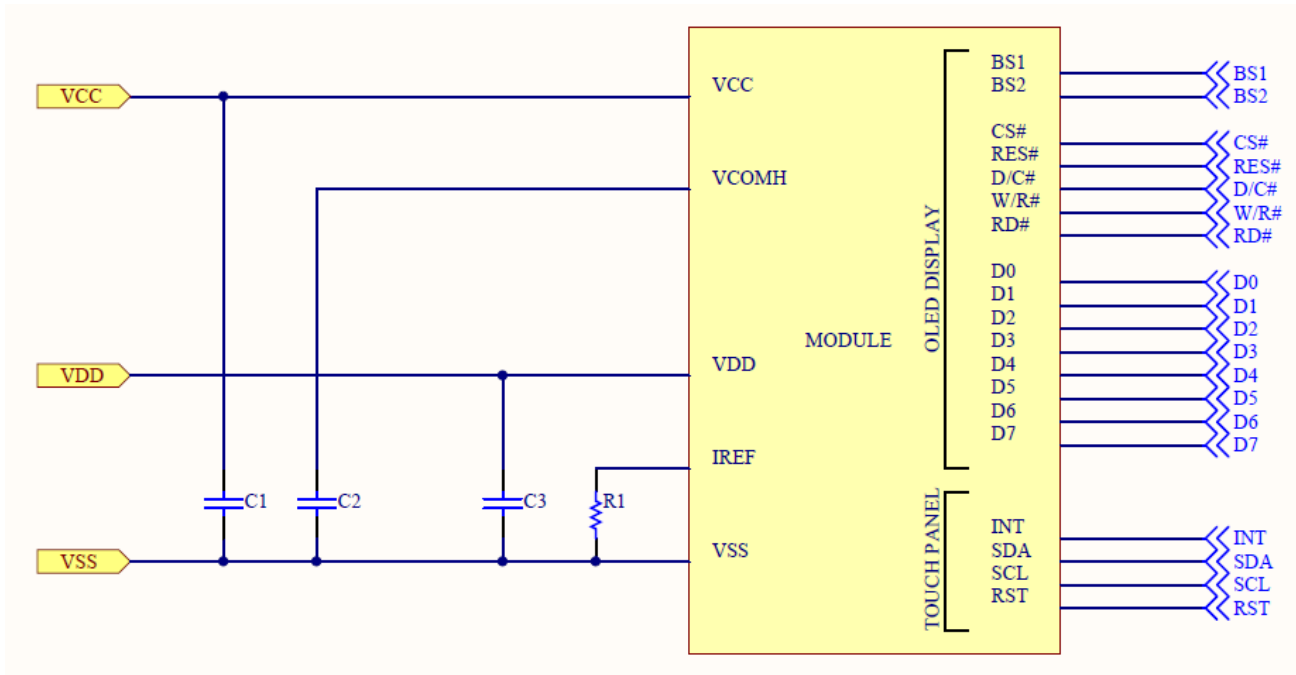 VCC
VDD
VSS
C1
C2
C3
R1
VCC
VCOMH
VDD
IREF
VSS
MODULE
OLED DISPLAY
BS1
BS2
CS#
RES#
D/C#
W/R#
RD#
D0
D1
D2
D3
D4
D5
D6
D7
TOUCH PANEL
INT
SDA
SCL
RST
BS1
BS2
CS#
RES#
D/C#
W/R#
RD#
D0
D1
D2
D3
D4
D5
D6
D7
INT
SDA
SCL
RST